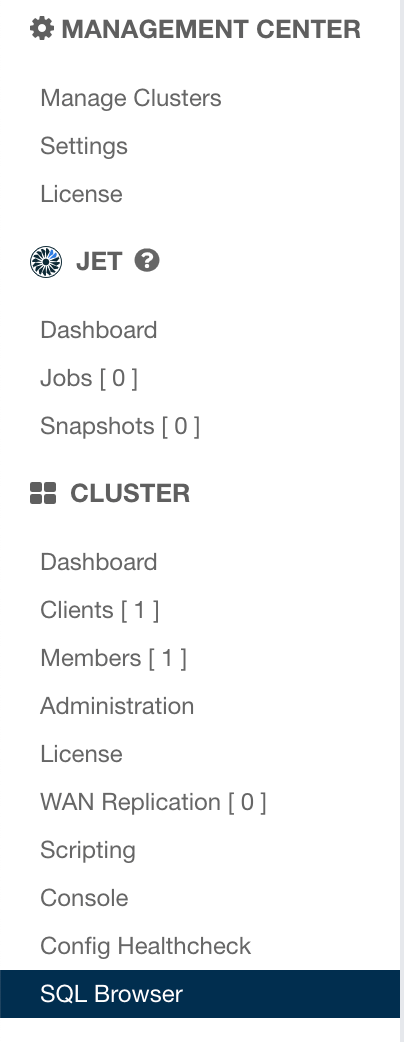 MANAGEMENT CENTER
Manage Clusters
Settings
License
JET ?
Dashboard
Jobs [ 0 ]
Snapshots [ 0 ]
CLUSTER
Dashboard
Clients [ 1 ]
Members [ 1 ]
Administration
License
WAN Replication [ 0 ]
Scripting
Console
Config Healthcheck
SQL Browser